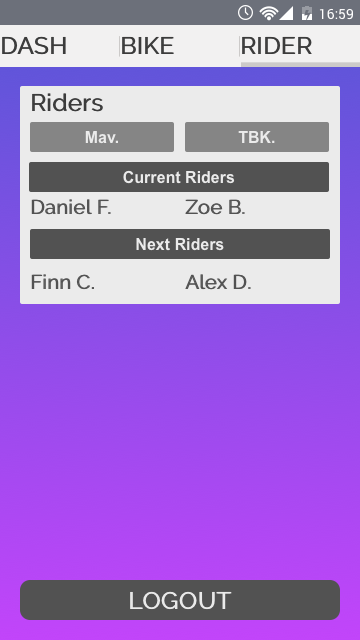 16:59
DASH BIKE RIDER
Riders
Mav. TBK.
Current Riders
Daniel F. Zoe B.
Next Riders
Finn C. Alex D.
LOGOUT